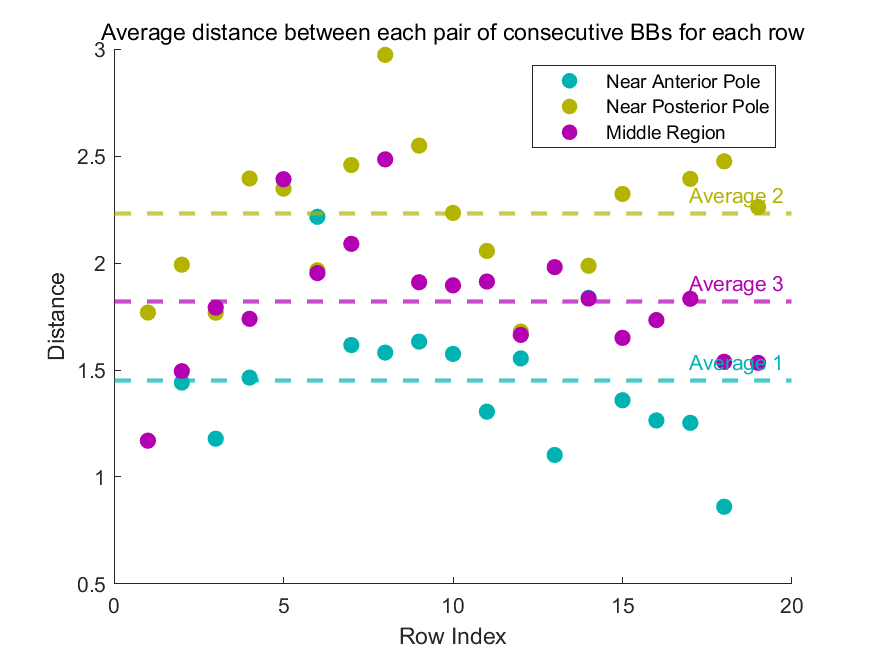 Average distance between each pair of consecutive BBs for each row
3
Near Anterior Pole
Near Posterior Pole
Middle Region
2.5
Average 2
2
Average 3
Distance
1.5
Average 1
1
0.5
0
5
10
15
20
Row Index